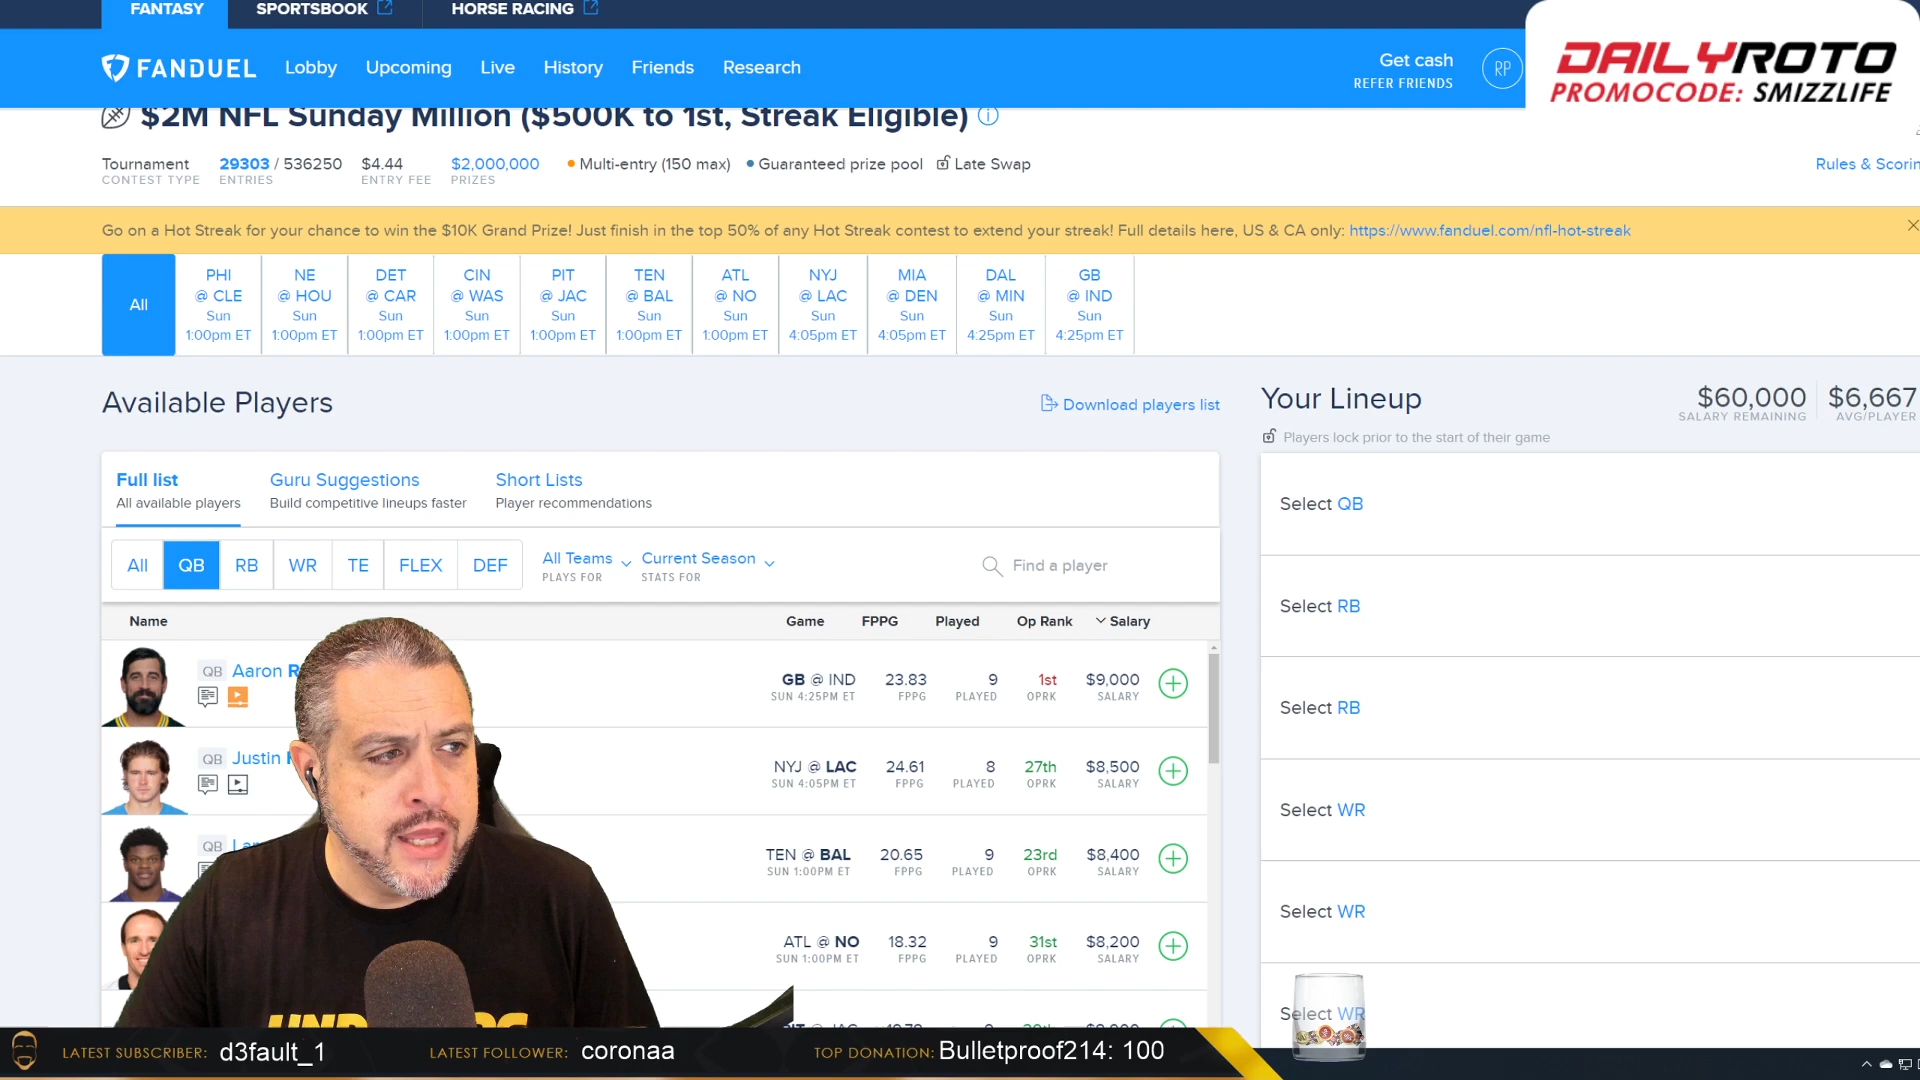 FANTASY
SPORTSBOOK
HORSE RACING
FANDUEL
Lobby
Upcoming
Live
History
Friends
Research
Get cash
REFER FRIENDS
RP
DAILYROTO
PROMOCODE: SMIZZLIFE
$2M NFL Sunday Million ($500K to 1st, Streak Eligible)
Tournament 29303 / 536250 $4.44 $2,000,000 Multi-entry (150 max) Guaranteed prize pool Late Swap
CONTEST TYPE ENTRIES ENTRY FEE PRIZES
Go on a Hot Streak for your chance to win the $10K Grand Prize! Just finish in the top 50% of any Hot Streak contest to extend your streak! Full details here, US & CA only: https://www.fanduel.com/nfl-hot-streak
All
PHI
@ CLE
Sun
1:00pm ET
NE
@ HOU
Sun
1:00pm ET
DET
@ CAR
Sun
1:00pm ET
CIN
@ WAS
Sun
1:00pm ET
PIT
@ JAC
Sun
1:00pm ET
TEN
@ BAL
Sun
1:00pm ET
ATL
@ NO
Sun
1:00pm ET
NYJ
@ LAC
Sun
4:05pm ET
MIA
@ DEN
Sun
4:05pm ET
DAL
@ MIN
Sun
4:25pm ET
GB
@ IND
Sun
4:25pm ET
Available Players
Download players list
Full list
All available players
Guru Suggestions
Build competitive lineups faster
Short Lists
Player recommendations
All QB RB WR TE FLEX DEF
All Teams
PLAYS FOR
Current Season
STATS FOR
Find a player
Name Game FPPG Played Op Rank Salary
QB Aaron
GB @ IND 23.83 9 1st $9,000
SUN 4:25PM ET FPPG PLAYED OPRK SALARY
QB Justin
NYJ @ LAC 24.61 8 27th $8,500
SUN 4:05PM ET FPPG PLAYED OPRK SALARY
QB
TEN @ BAL 20.65 9 23rd $8,400
SUN 1:00PM ET FPPG PLAYED OPRK SALARY
ATL @ NO 18.32 9 31st $8,200
SUN 1:00PM ET FPPG PLAYED OPRK SALARY
Your Lineup
$60,000
SALARY REMAINING
$6,667
AVG/PLAYER
Players lock prior to the start of their game
Select QB
Select RB
Select RB
Select WR
Select WR
Select WR
LATEST SUBSCRIBER: d3fault_1
LATEST FOLLOWER: coronaa
TOP DONATION: Bulletproof214: 100